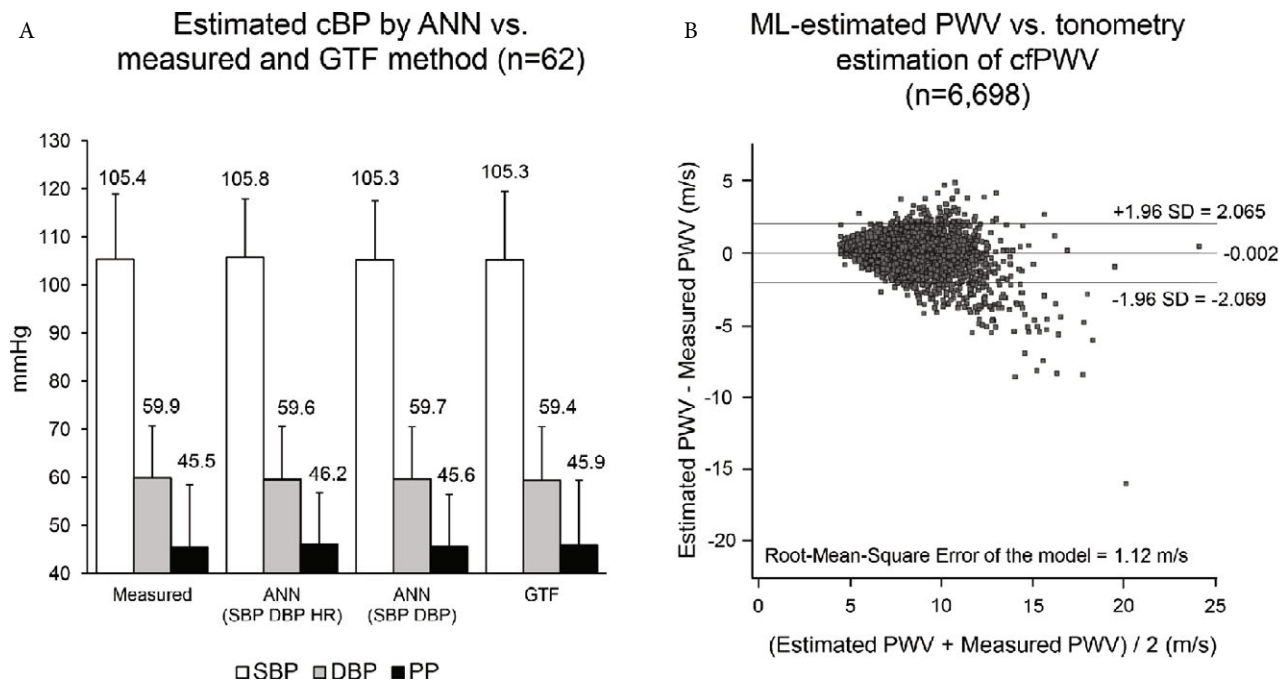 A
Estimated cBP by ANN vs.
measured and GTF method (n=62)
130
120
110
100
90
80
70
60
50
40
mmHg
105.4
59.9
45.5
105.8
59.6
46.2
105.3
59.7
45.6
105.3
59.4
45.9
Measured
ANN
(SBP DBP HR)
ANN
(SBP DBP)
GTF
SBP DBP PP
B
ML-estimated PWV vs. tonometry
estimation of cfPWV
(n=6,698)
Estimated PWV - Measured PWV (m/s)
5
0
-5
-10
-15
-20
+1.96 SD = 2.065
-0.002
-1.96 SD = -2.069
Root-Mean-Square Error of the model = 1.12 m/s
0 5 10 15 20 25
(Estimated PWV + Measured PWV) / 2 (m/s)